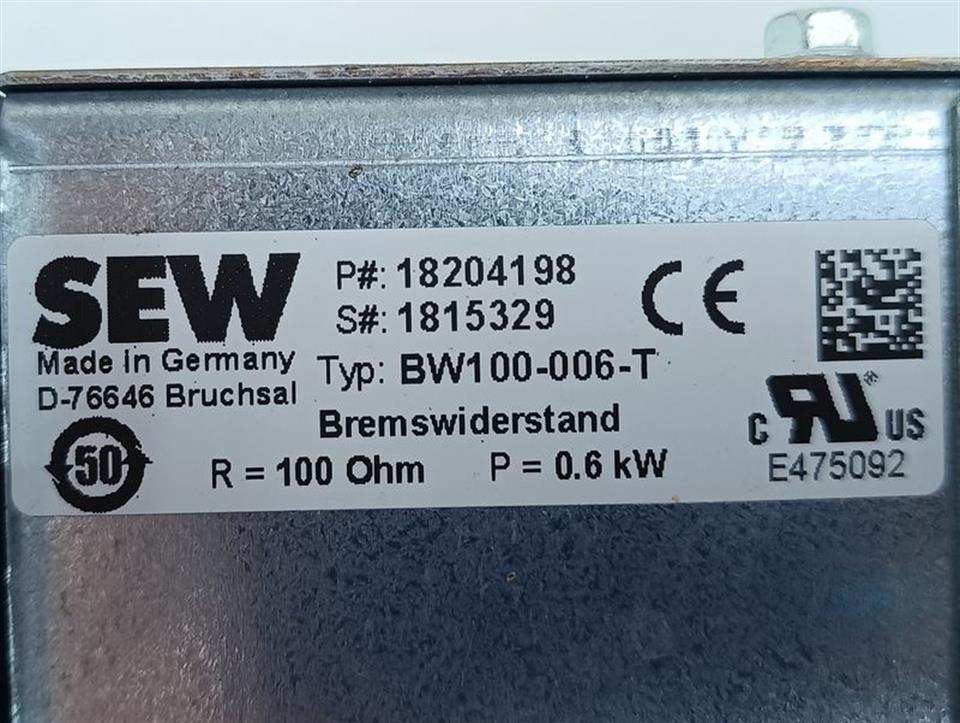 SEW
Made In Germany
D-76646 Bruchsal
P#: 18204198
S#: 1815329
Typ: BW100-006-T
Bremswiderstand
R = 100 Ohm P = 0.6 kW
50
CE
C RU® US
E475092